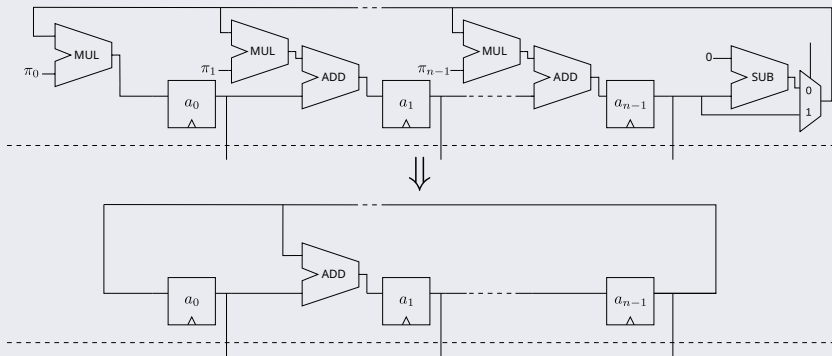 MUL
π₀
a₀
MUL
π₁
ADD
a₁
MUL
πₙ₋₁
ADD
aₙ₋₁
0
SUB
0
1
⇓
a₀
ADD
a₁
aₙ₋₁